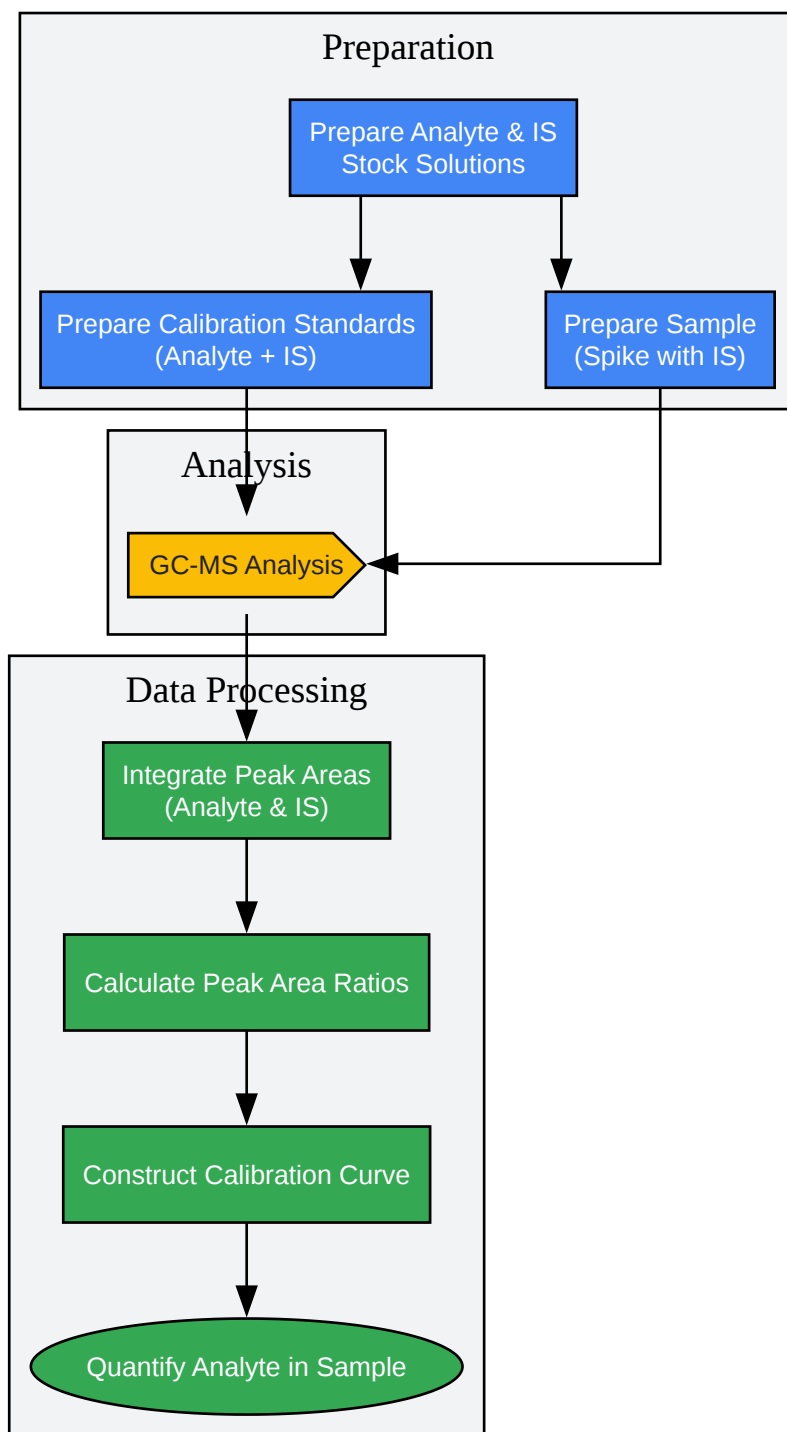 Preparation
Prepare Analyte & IS
Stock Solutions
Prepare Calibration Standards
(Analyte + IS)
Prepare Sample
(Spike with IS)
Analysis
GC-MS Analysis
Data Processing
Integrate Peak Areas
(Analyte & IS)
Calculate Peak Area Ratios
Construct Calibration Curve
Quantify Analyte in Sample